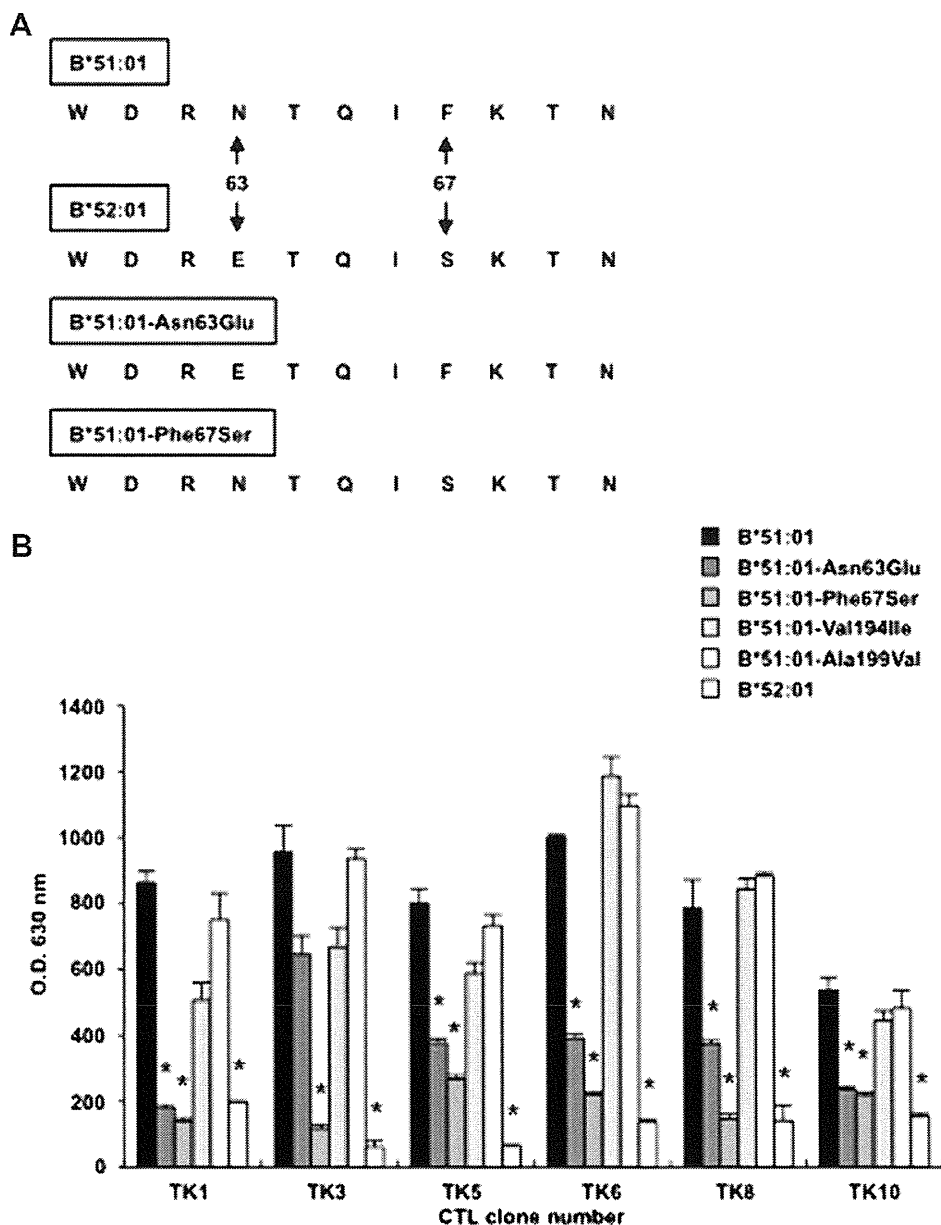 A
B*51:01
W D R N T Q I F K T N
63 67
B*52:01
W D R E T Q I S K T N
B*51:01-Asn63Glu
W D R E T Q I F K T N
B*51:01-Phe67Ser
W D R N T Q I S K T N
B
B*51:01
B*51:01-Asn63Glu
B*51:01-Phe67Ser
B*51:01-Val194Ile
B*51:01-Ala199Val
B*52:01
O.D. 630 nm
1400
1200
1000
800
600
400
200
0
* * * * * * * * * * * * * * * * *
TK1 TK3 TK5 TK6 TK8 TK10
CTL clone number